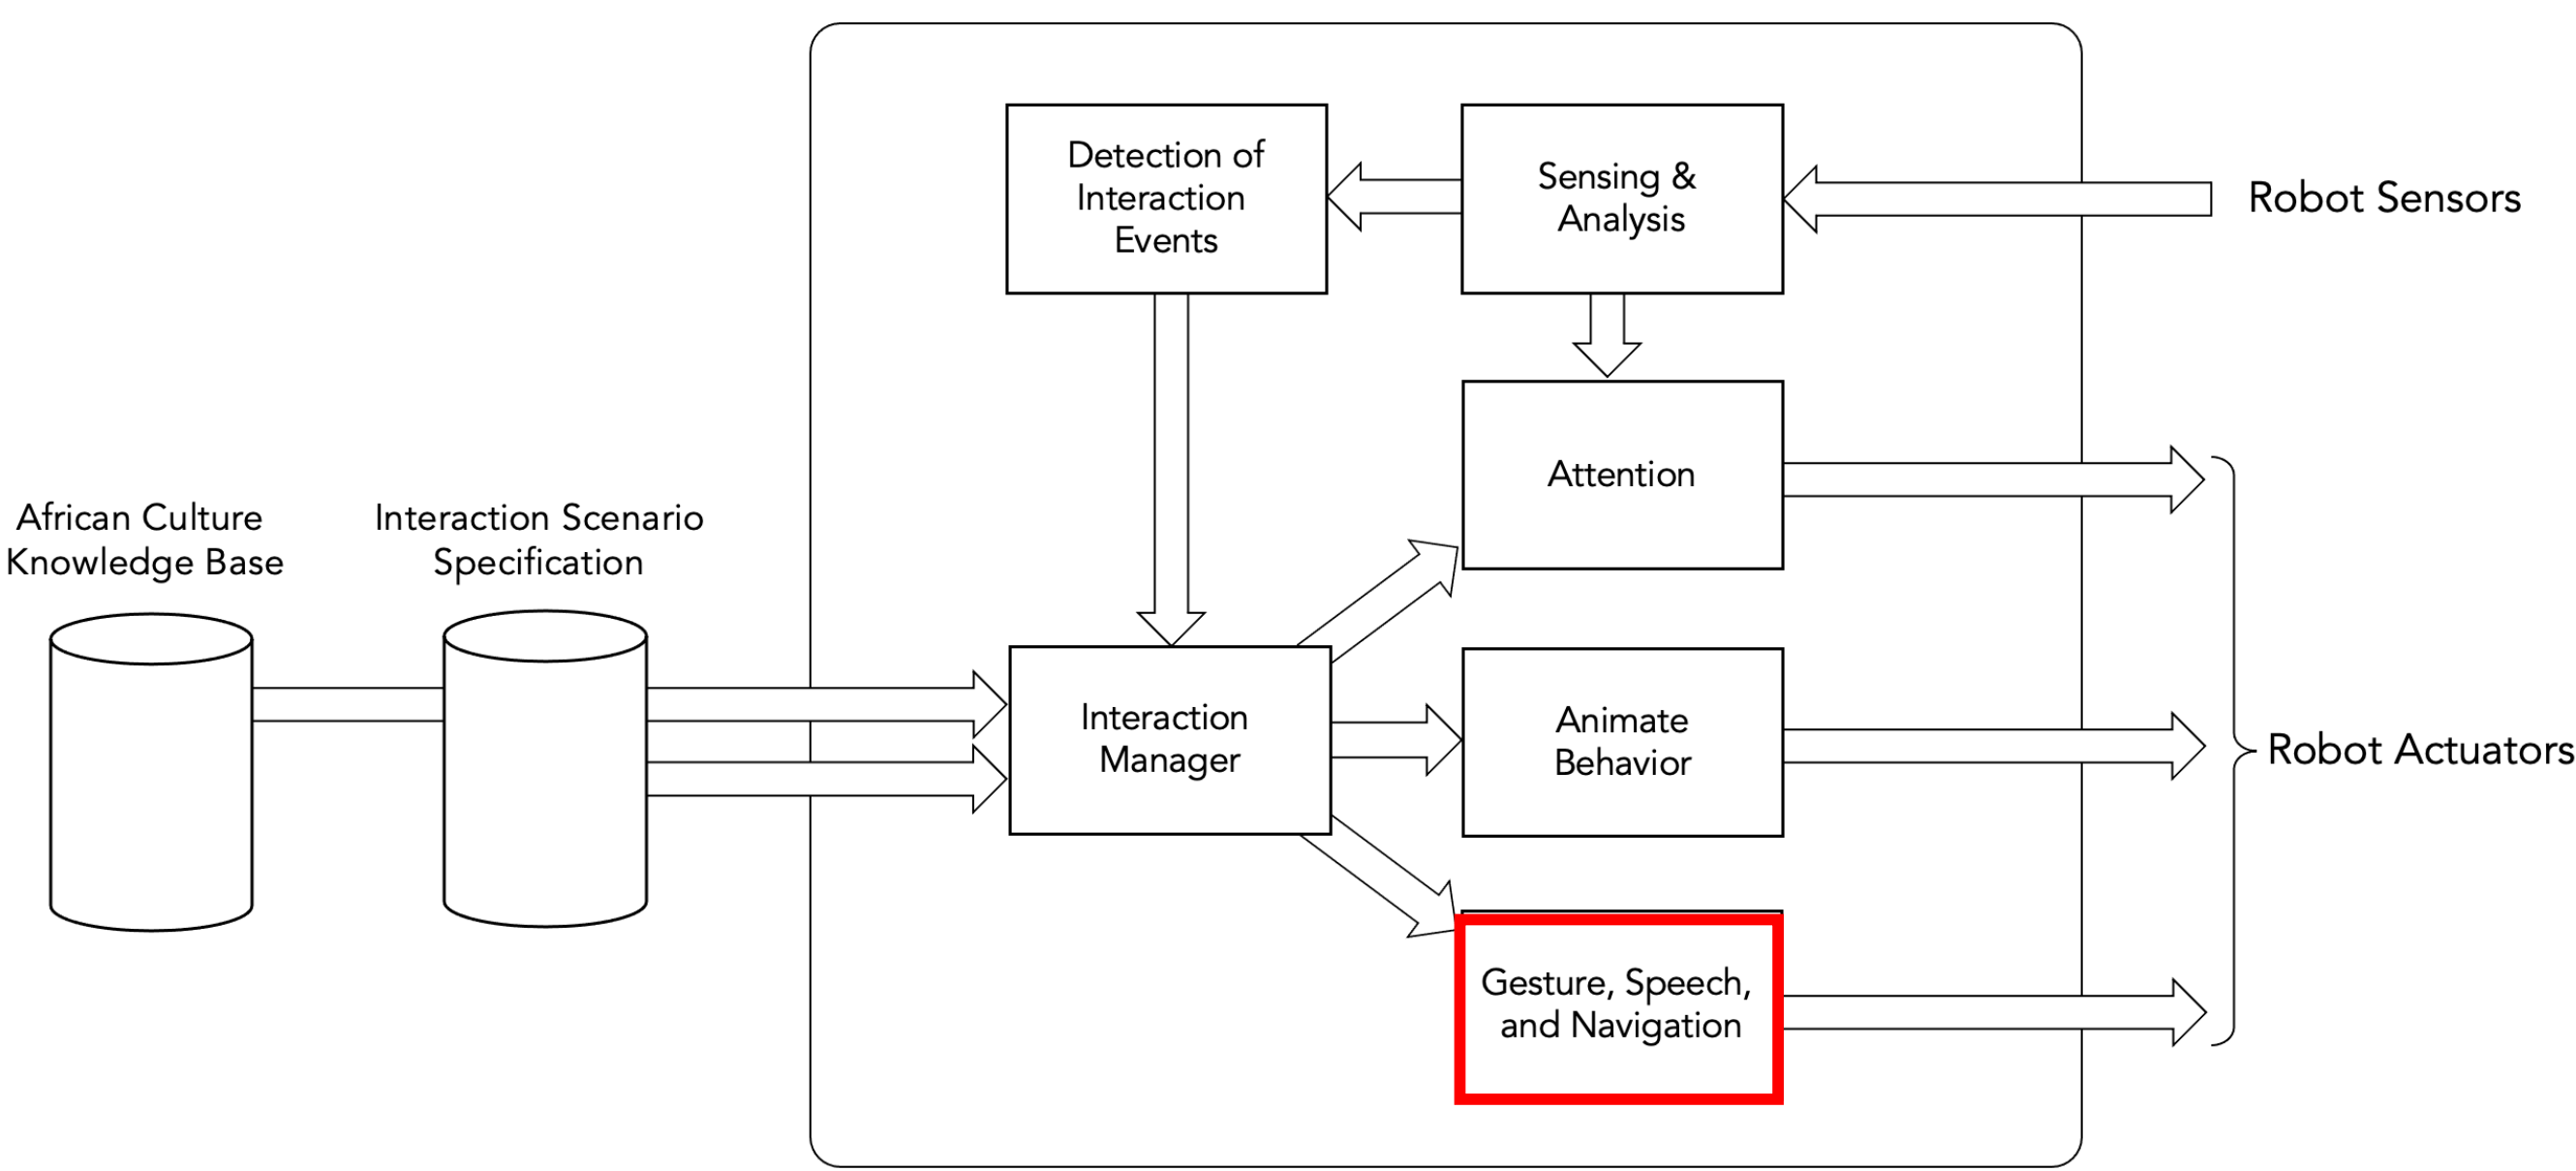 Detection of
Interaction
Events
Sensing &
Analysis
Robot Sensors
Attention
African Culture
Knowledge Base
Interaction Scenario
Specification
Interaction
Manager
Animate
Behavior
Robot Actuators
Gesture, Speech,
and Navigation